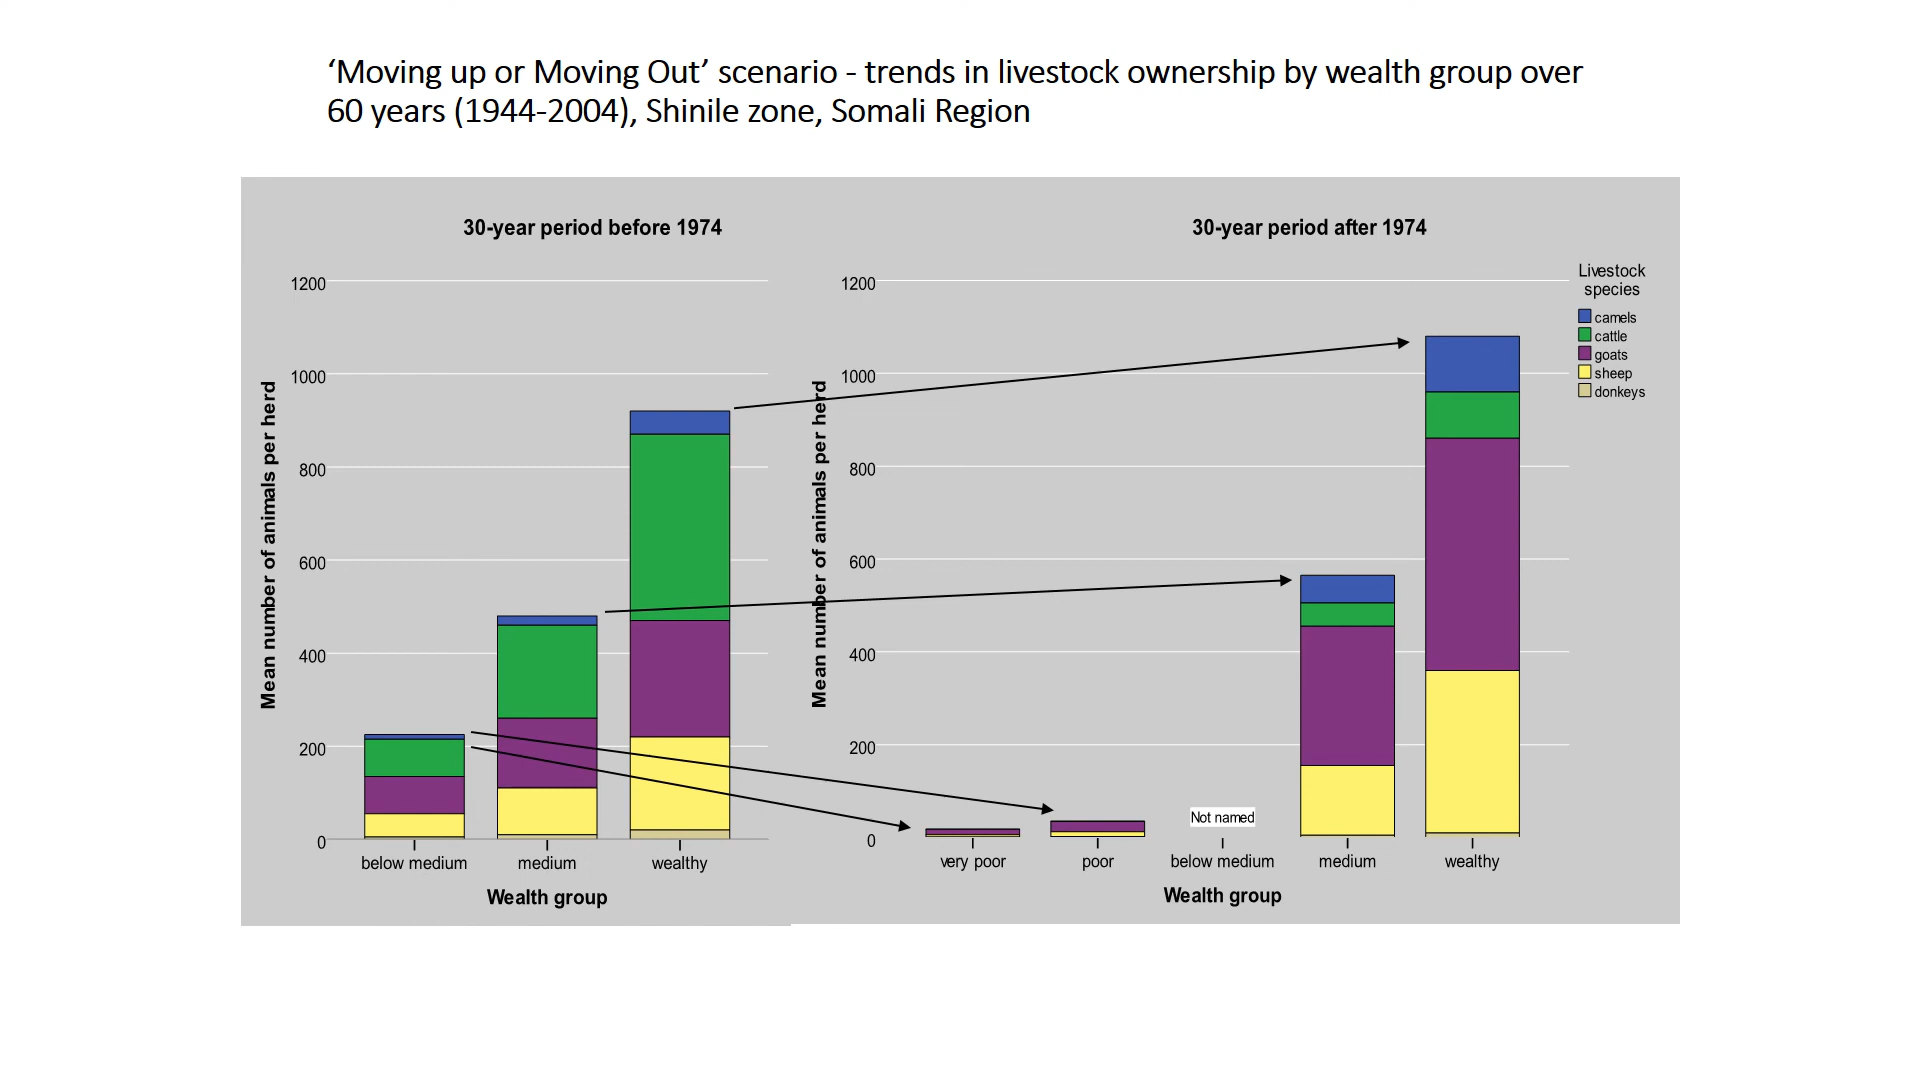 ‘Moving up or Moving Out’ scenario - trends in livestock ownership by wealth group over
60 years (1944-2004), Shinile zone, Somali Region
30-year period before 1974
1200
1000
800
600
400
200
0
Mean number of animals per herd
below medium
medium
wealthy
Wealth group
30-year period after 1974
1200
1000
800
600
400
200
0
Mean number of animals per herd
Not named
very poor
poor
below medium
medium
wealthy
Wealth group
Livestock
species
camels
cattle
goats
sheep
donkeys